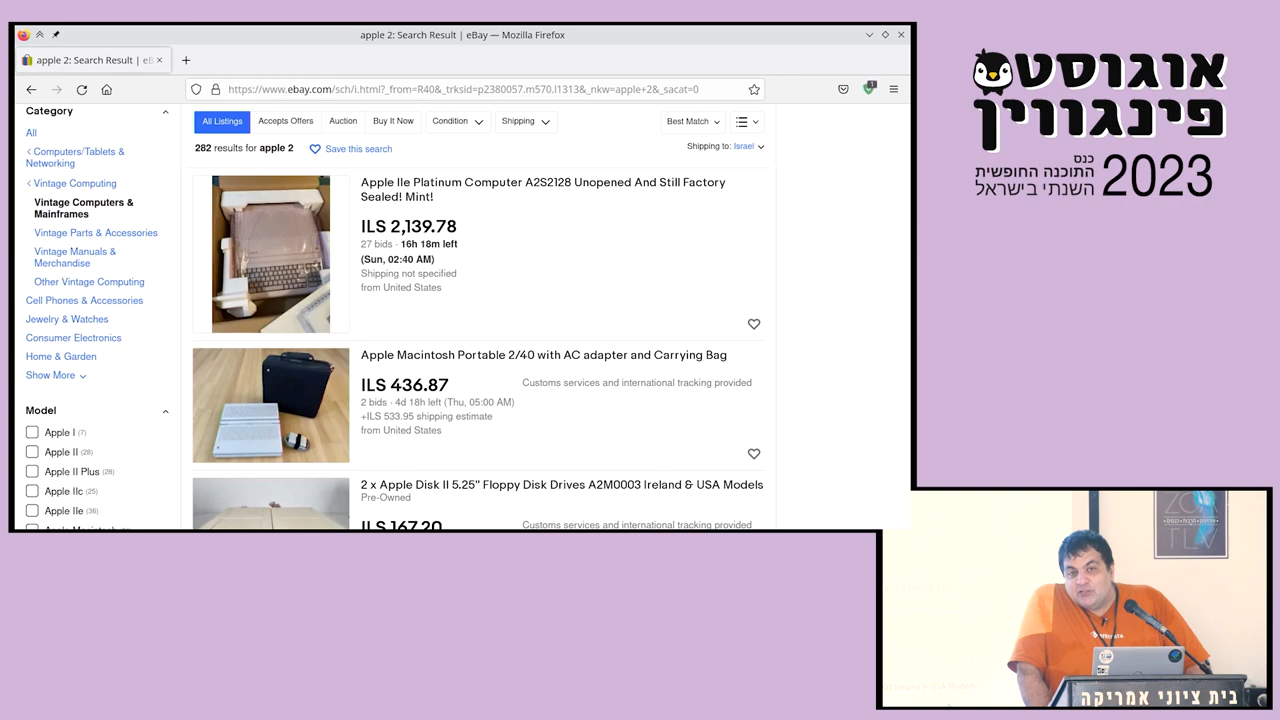 apple 2: Search Result | eBay — Mozilla Firefox
apple 2: Search Result | eB
https://www.ebay.com/sch/i.html?_from=R40&_trksid=p2380057.m570.l1313&_nkw=apple+2&_sacat=0
1
Category
All
Computers/Tablets &
Networking
Vintage Computing
Vintage Computers &
Mainframes
Vintage Parts & Accessories
Vintage Manuals &
Merchandise
Other Vintage Computing
Cell Phones & Accessories
Jewelry & Watches
Consumer Electronics
Home & Garden
Show More
Model
Apple I (7)
Apple II (28)
Apple II Plus (28)
Apple IIc (25)
Apple IIe (36)
Apple Macintosh
All Listings
Accepts Offers
Auction
Buy It Now
Condition
Shipping
Best Match
282 results for apple 2
Save this search
Shipping to: Israel
Apple IIe Platinum Computer A2S2128 Unopened And Still Factory
Sealed! Mint!
ILS 2,139.78
27 bids · 16h 18m left
(Sun, 02:40 AM)
Shipping not specified
from United States
Apple Macintosh Portable 2/40 with AC adapter and Carrying Bag
ILS 436.87
Customs services and international tracking provided
2 bids · 4d 18h left (Thu, 05:00 AM)
+ILS 533.95 shipping estimate
from United States
2 x Apple Disk II 5.25" Floppy Disk Drives A2M0003 Ireland & USA Models
Pre-Owned
ILS 167.20
Customs services and international tracking provided
אוגוסט
פינגווין
2023
כנס
התוכנה החופשית
השנתי בישראל
TLV
בית ציוני אמריקה